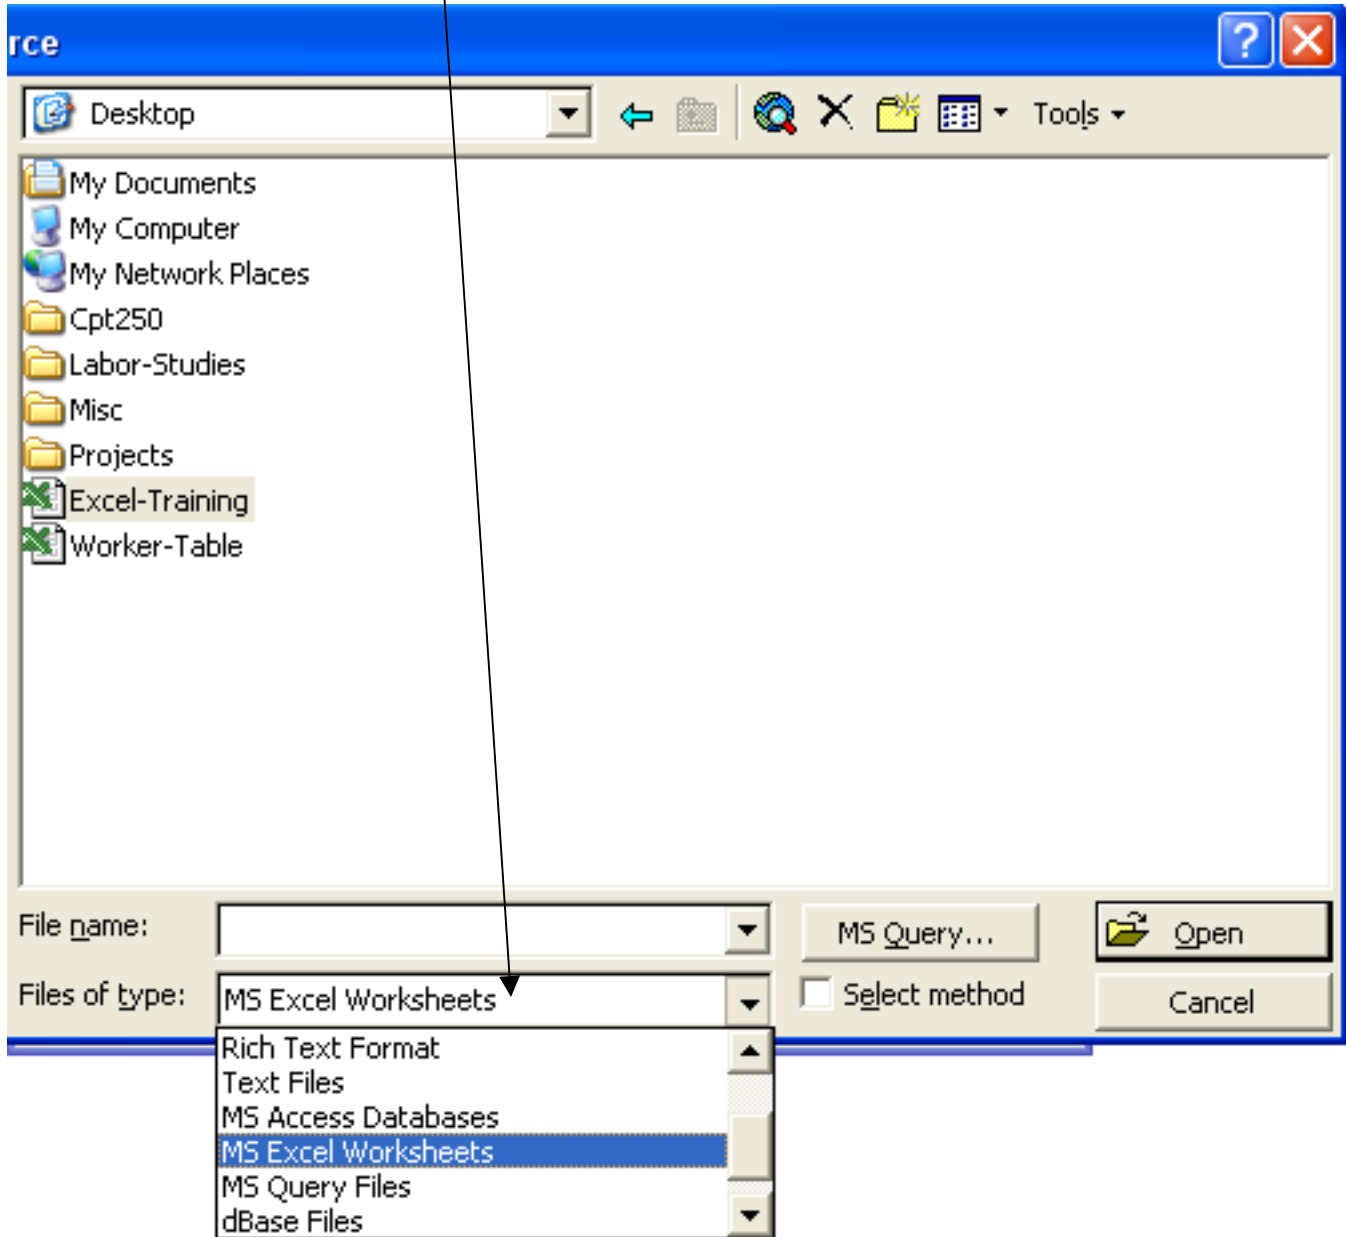 rce
Desktop
Tools
My Documents
My Computer
My Network Places
Cpt250
Labor-Studies
Misc
Projects
Excel-Training
Worker-Table
File name:
MS Query...
Open
Files of type:
MS Excel Worksheets
Select method
Cancel
Rich Text Format
Text Files
MS Access Databases
MS Excel Worksheets
MS Query Files
dBase Files